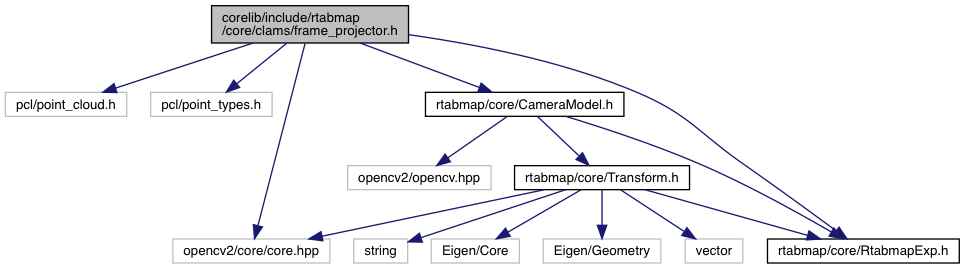 corelib/include/rtabmap
/core/clams/frame_projector.h
pcl/point_cloud.h
pcl/point_types.h
rtabmap/core/CameraModel.h
opencv2/opencv.hpp
rtabmap/core/Transform.h
opencv2/core/core.hpp
string
Eigen/Core
Eigen/Geometry
vector
rtabmap/core/RtabmapExp.h